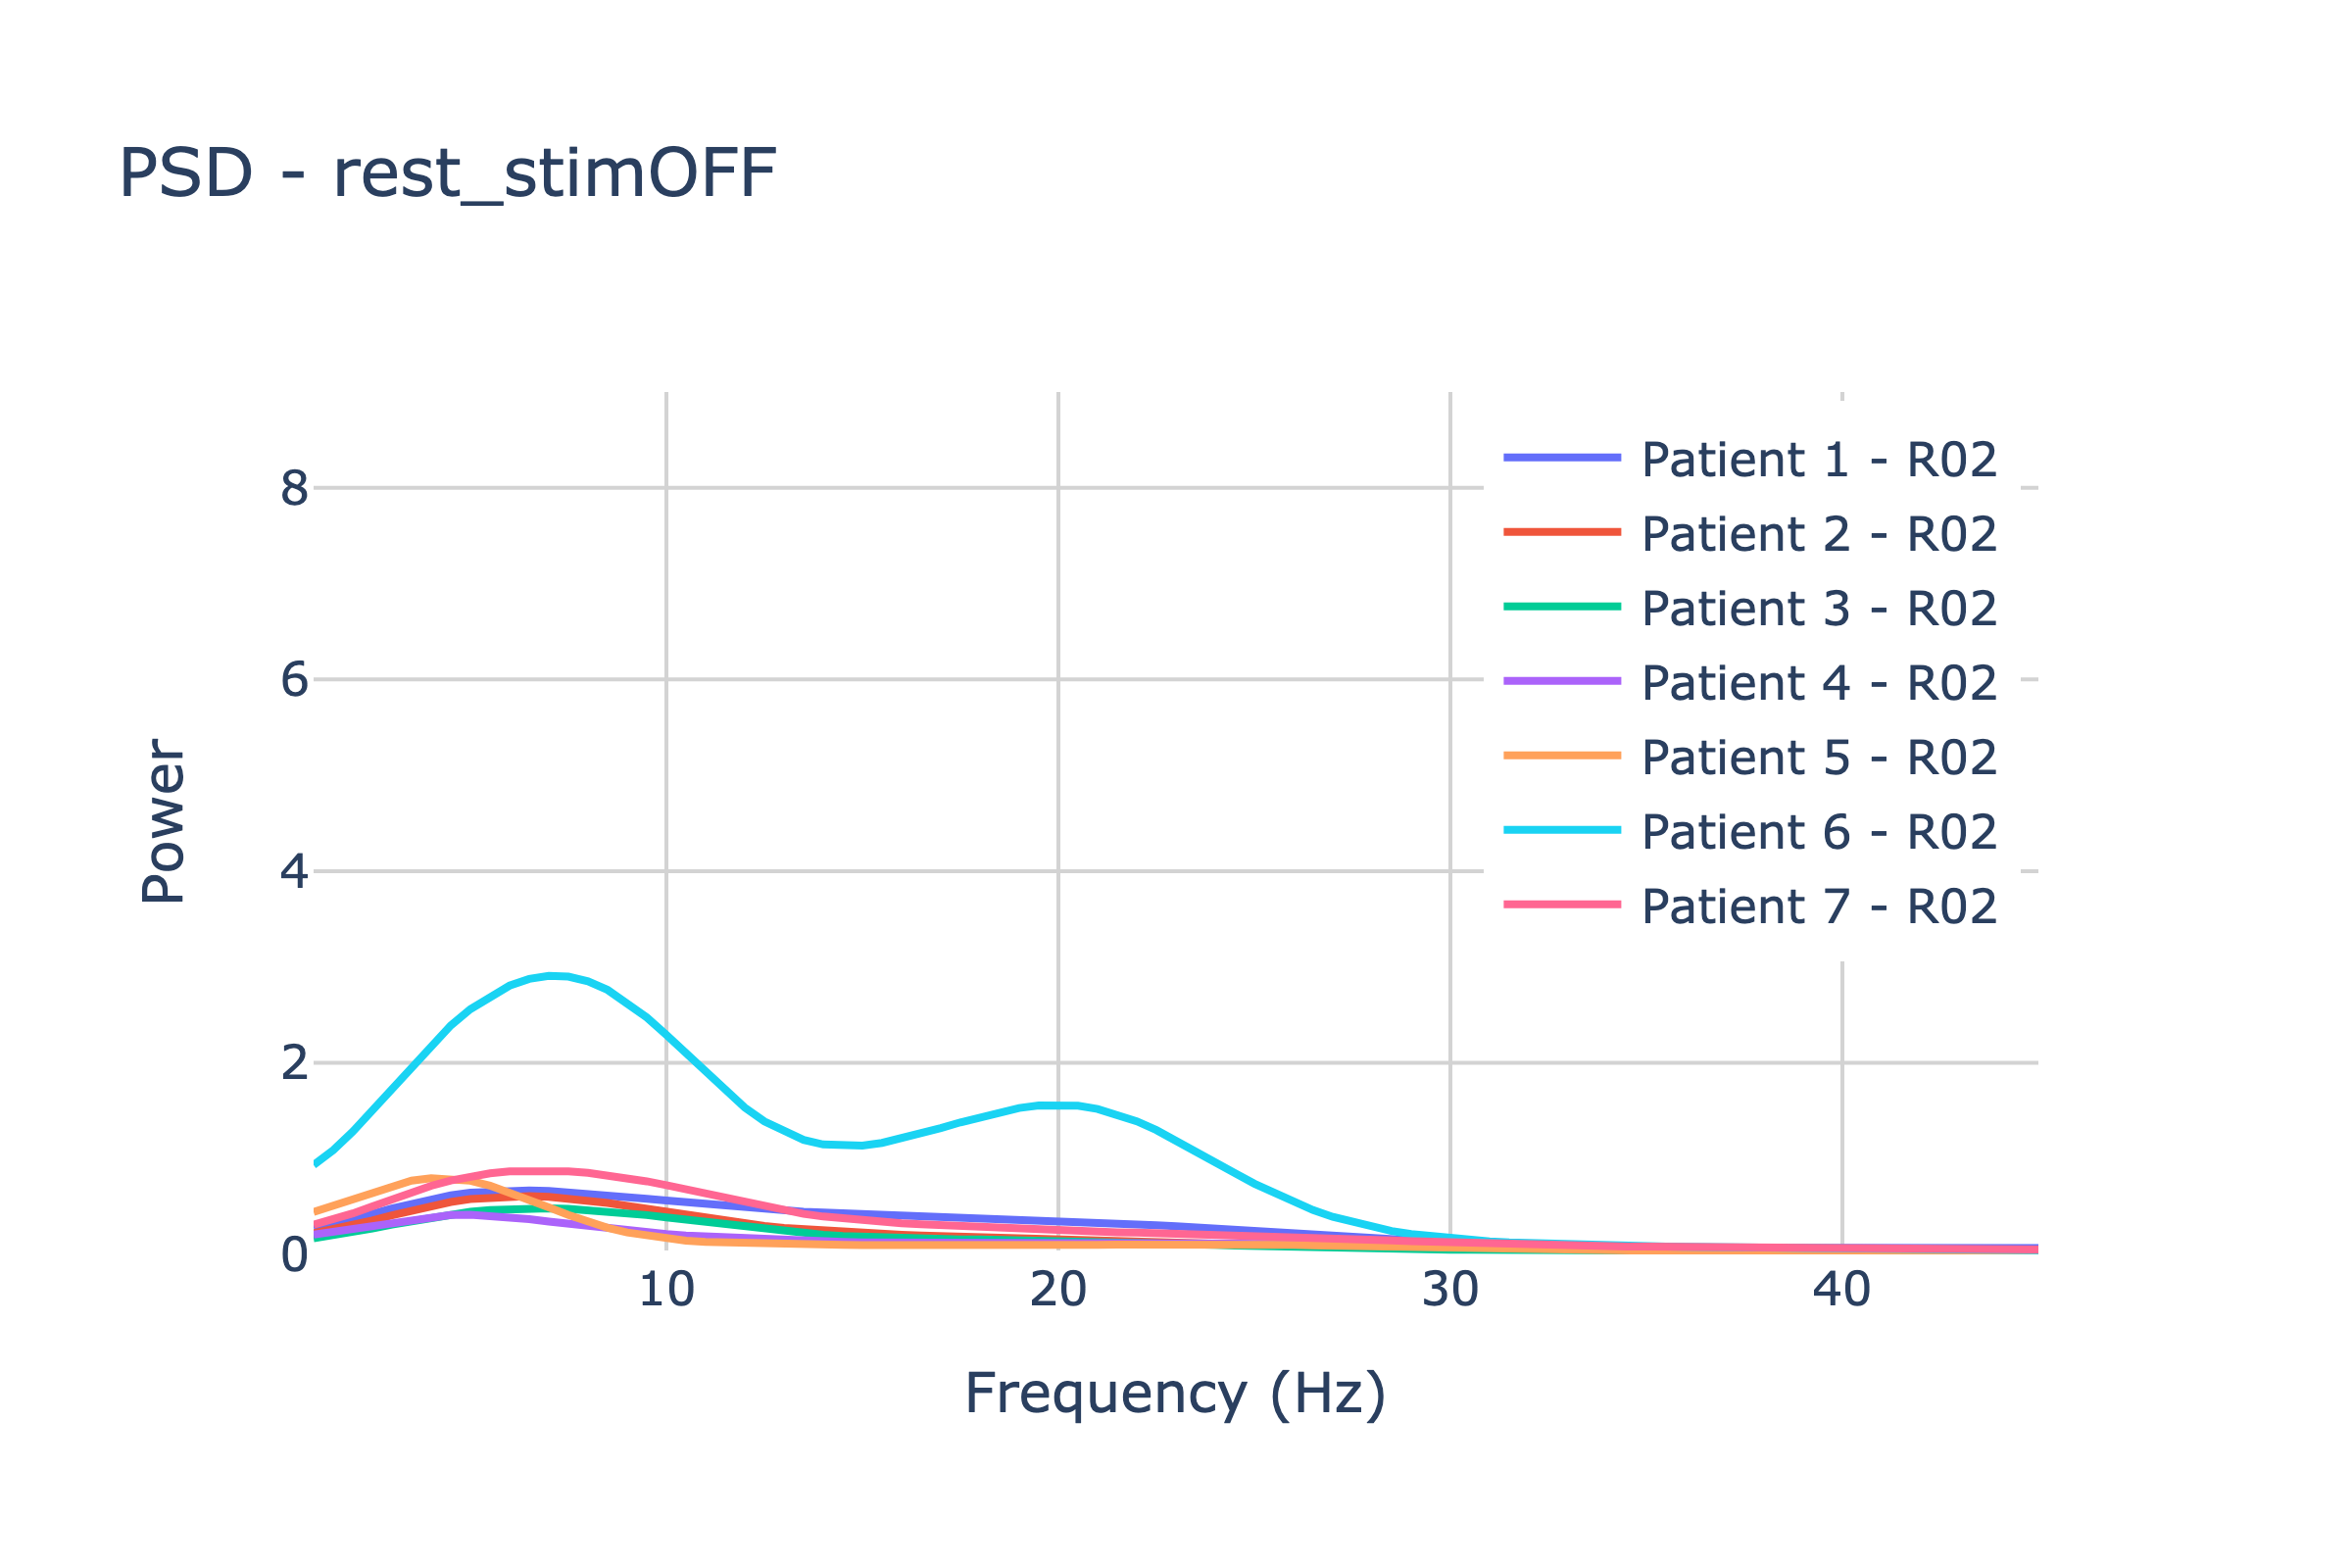 PSD - rest_stimOFF
Power
8
6
4
2
0
10
20
30
40
Frequency (Hz)
Patient 1 - R02
Patient 2 - R02
Patient 3 - R02
Patient 4 - R02
Patient 5 - R02
Patient 6 - R02
Patient 7 - R02